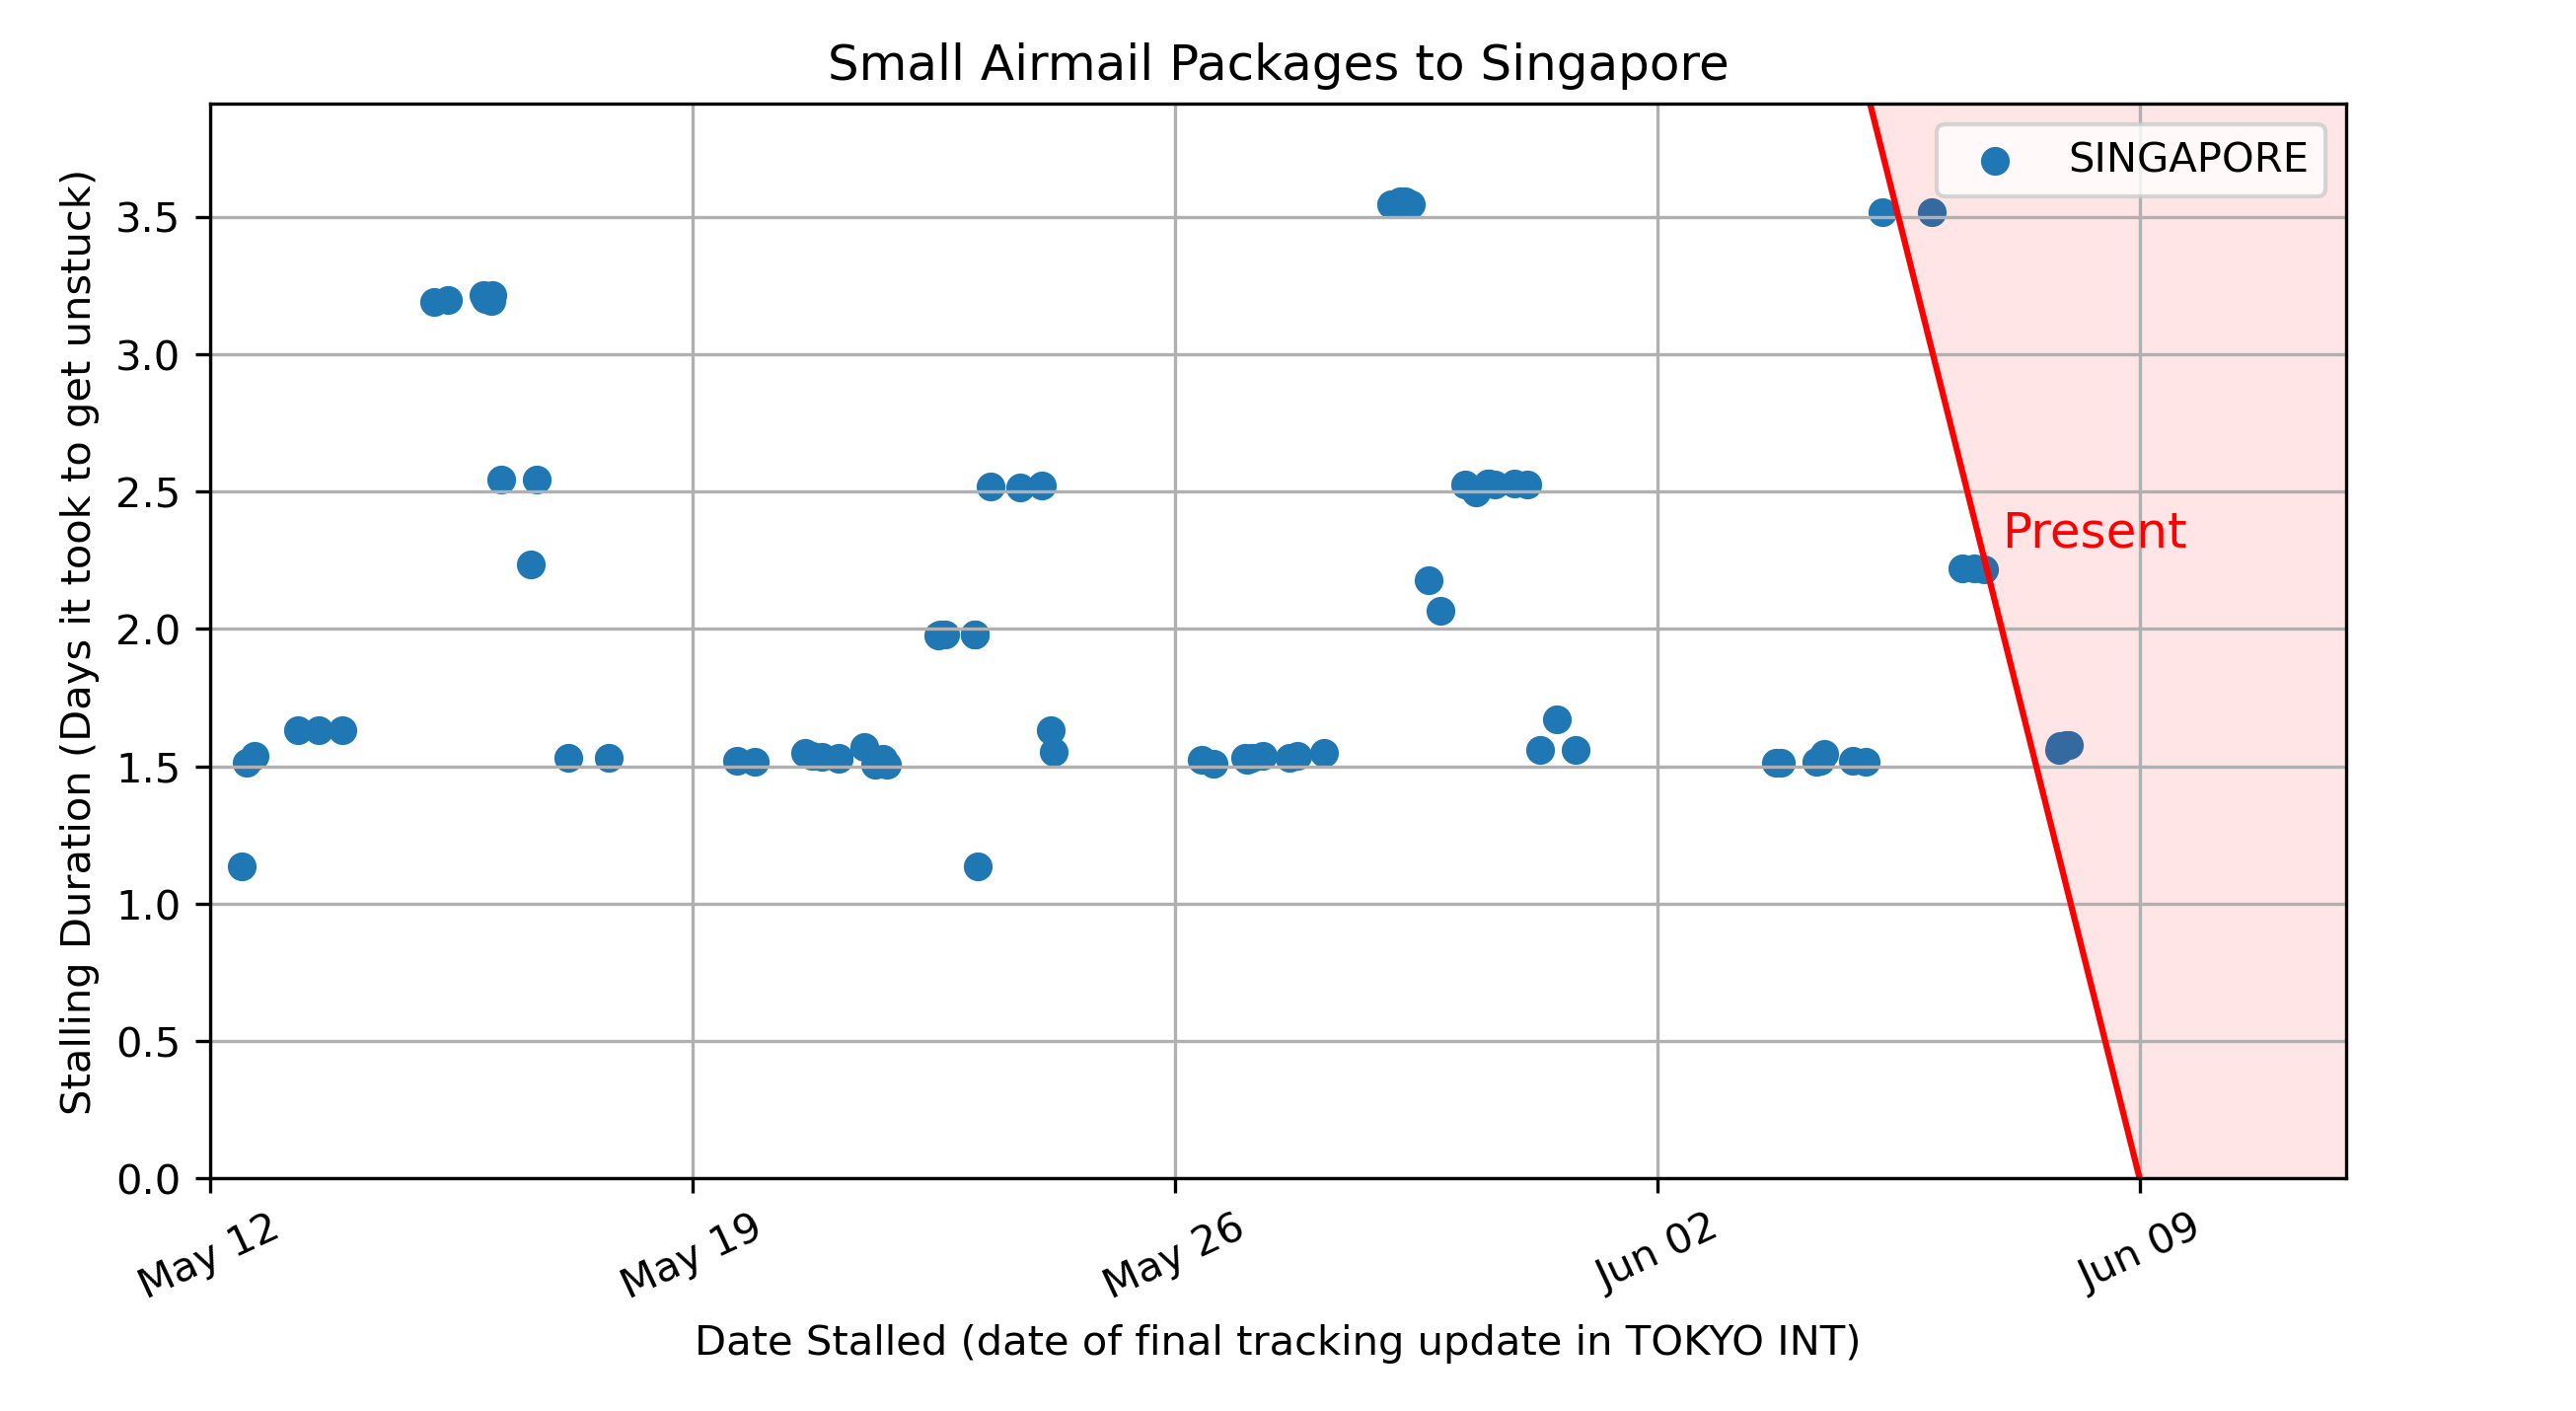 Small Airmail Packages to Singapore
SINGAPORE
Stalling Duration (Days it took to get unstuck)
3.5
3.0
2.5
2.0
1.5
1.0
0.5
0.0
Present
May 12
May 19
May 26
Jun 02
Jun 09
Date Stalled (date of final tracking update in TOKYO INT)